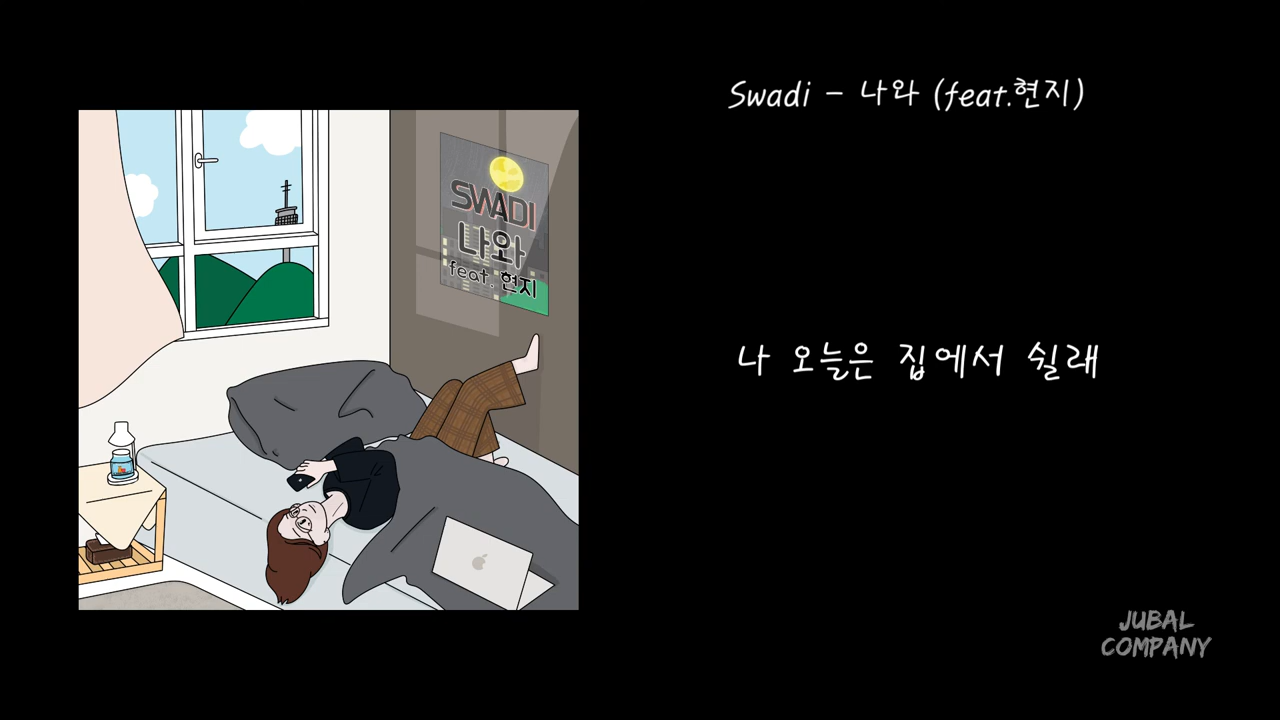 Swadi - 나와 (feat.현지)
SWADI
나와
feat. 현지
나 오늘은 집에서 쉴래
JUBAL
COMPANY